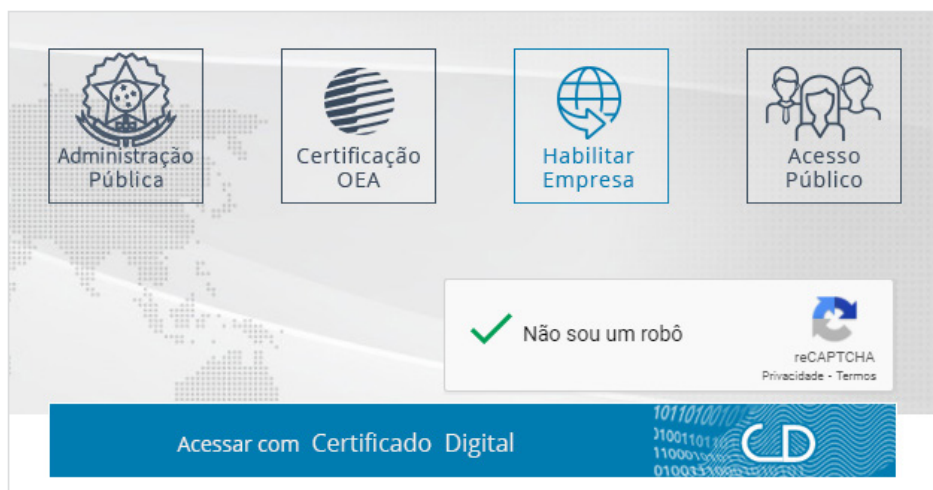 Administração
Pública
Certificação
OEA
Habilitar
Empresa
Acesso
Público
Não sou um robô
reCAPTCHA
Privacidade - Termos
Acessar com Certificado Digital
CD